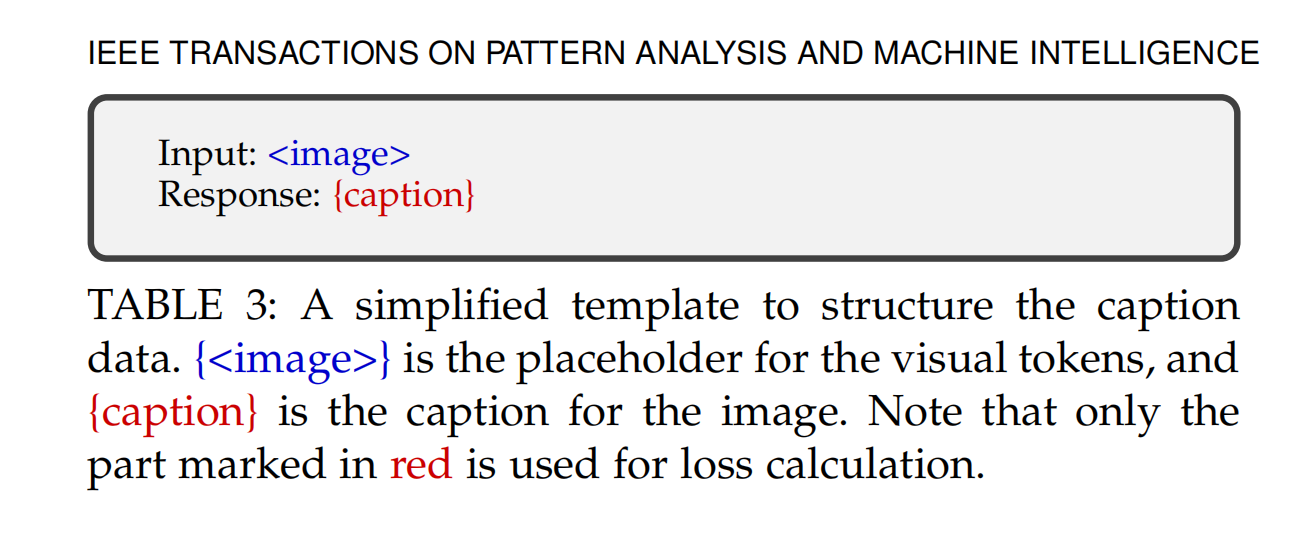 IEEE TRANSACTIONS ON PATTERN ANALYSIS AND MACHINE INTELLIGENCE
Input: <image>
Response: {caption}
TABLE 3: A simplified template to structure the caption
data. {<image>} is the placeholder for the visual tokens, and
{caption} is the caption for the image. Note that only the
part marked in red is used for loss calculation.